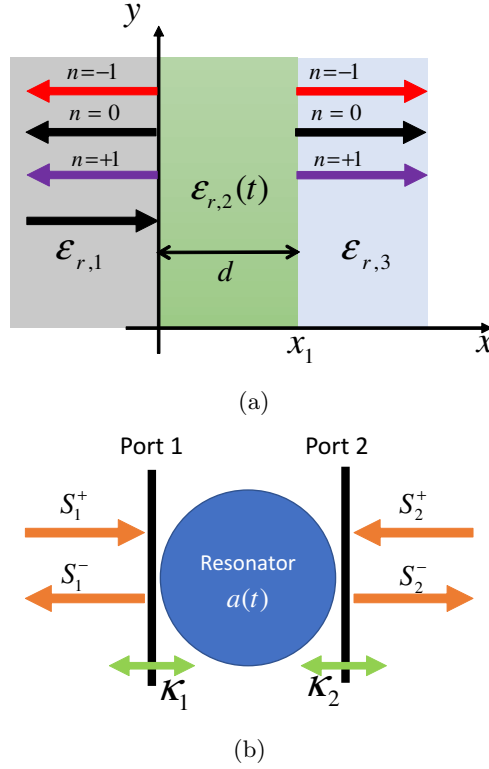 y
n=−1
n=−1
n = 0
n = 0
n=+1
n=+1
ε_{r,2}(t)
ε_{r,1}
d
ε_{r,3}
x_1
x
(a)
Port 1
Port 2
S_1^+
S_2^+
Resonator
S_1^-
S_2^-
a(t)
κ_1
κ_2
(b)